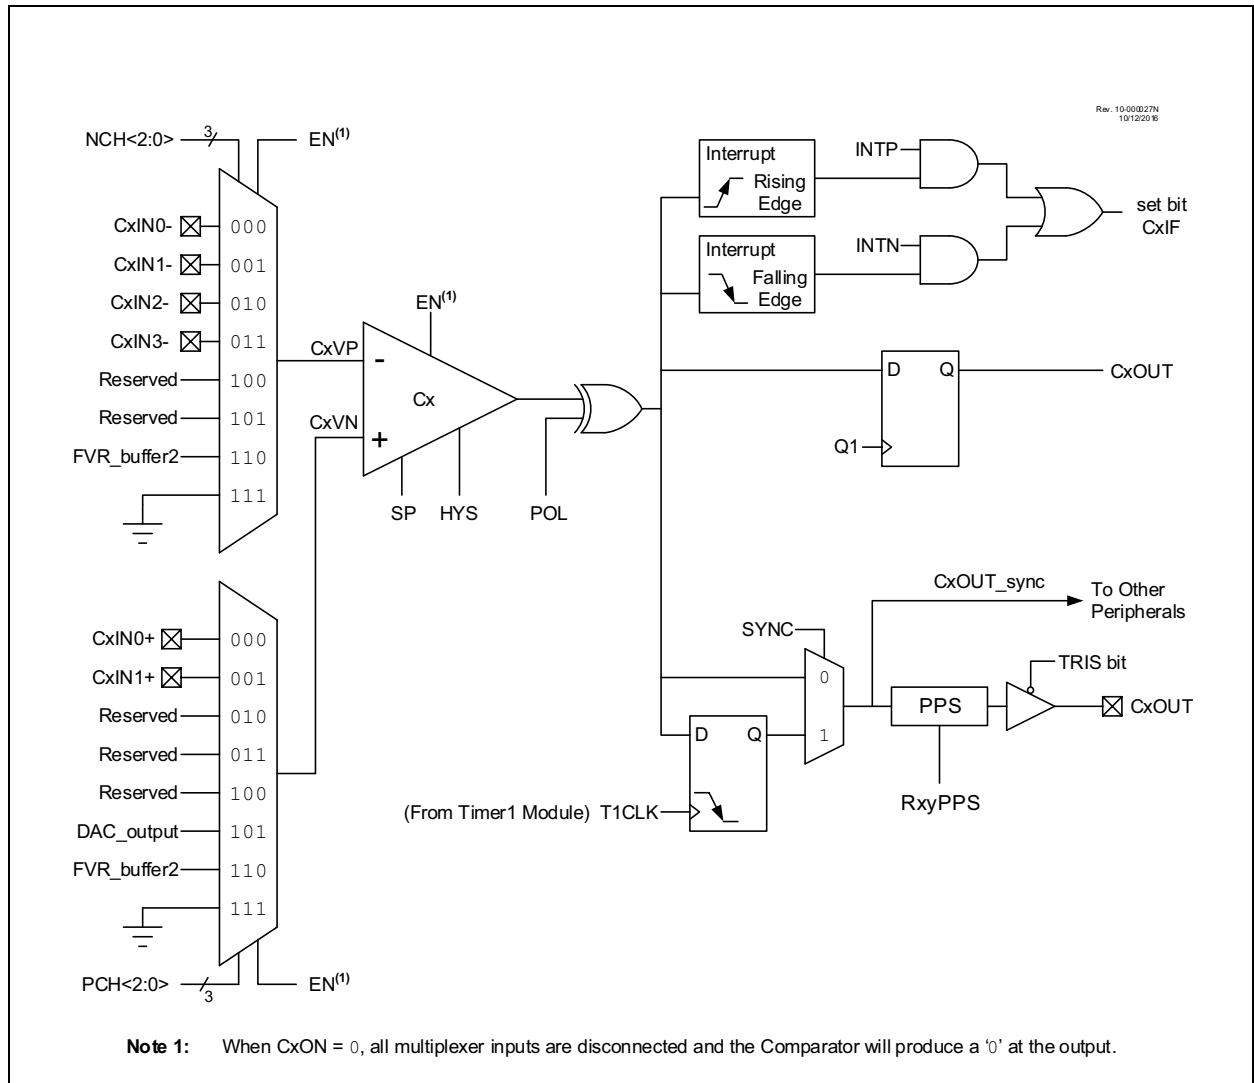 Rev. 10-000027N
10/12/2016
NCH<2:0>
3
EN(1)
CxIN0-
000
CxIN1-
001
CxIN2-
010
CxIN3-
011
Reserved
100
Reserved
101
FVR_buffer2
110
111
CxVP
CxVN
EN(1)
-
Cx
+
SP
HYS
POL
Interrupt
Rising
Edge
Interrupt
Falling
Edge
INTP
INTN
set bit
CxIF
D
Q
Q1
CxOUT
CxIN0+
000
CxIN1+
001
Reserved
010
Reserved
011
Reserved
100
DAC_output
101
FVR_buffer2
110
111
PCH<2:0>
3
EN(1)
CxOUT_sync
To Other
Peripherals
SYNC
0
1
TRIS bit
PPS
CxOUT
RxyPPS
D
Q
(From Timer1 Module) T1CLK
Note 1: When CxON = 0, all multiplexer inputs are disconnected and the Comparator will produce a ‘0’ at the output.